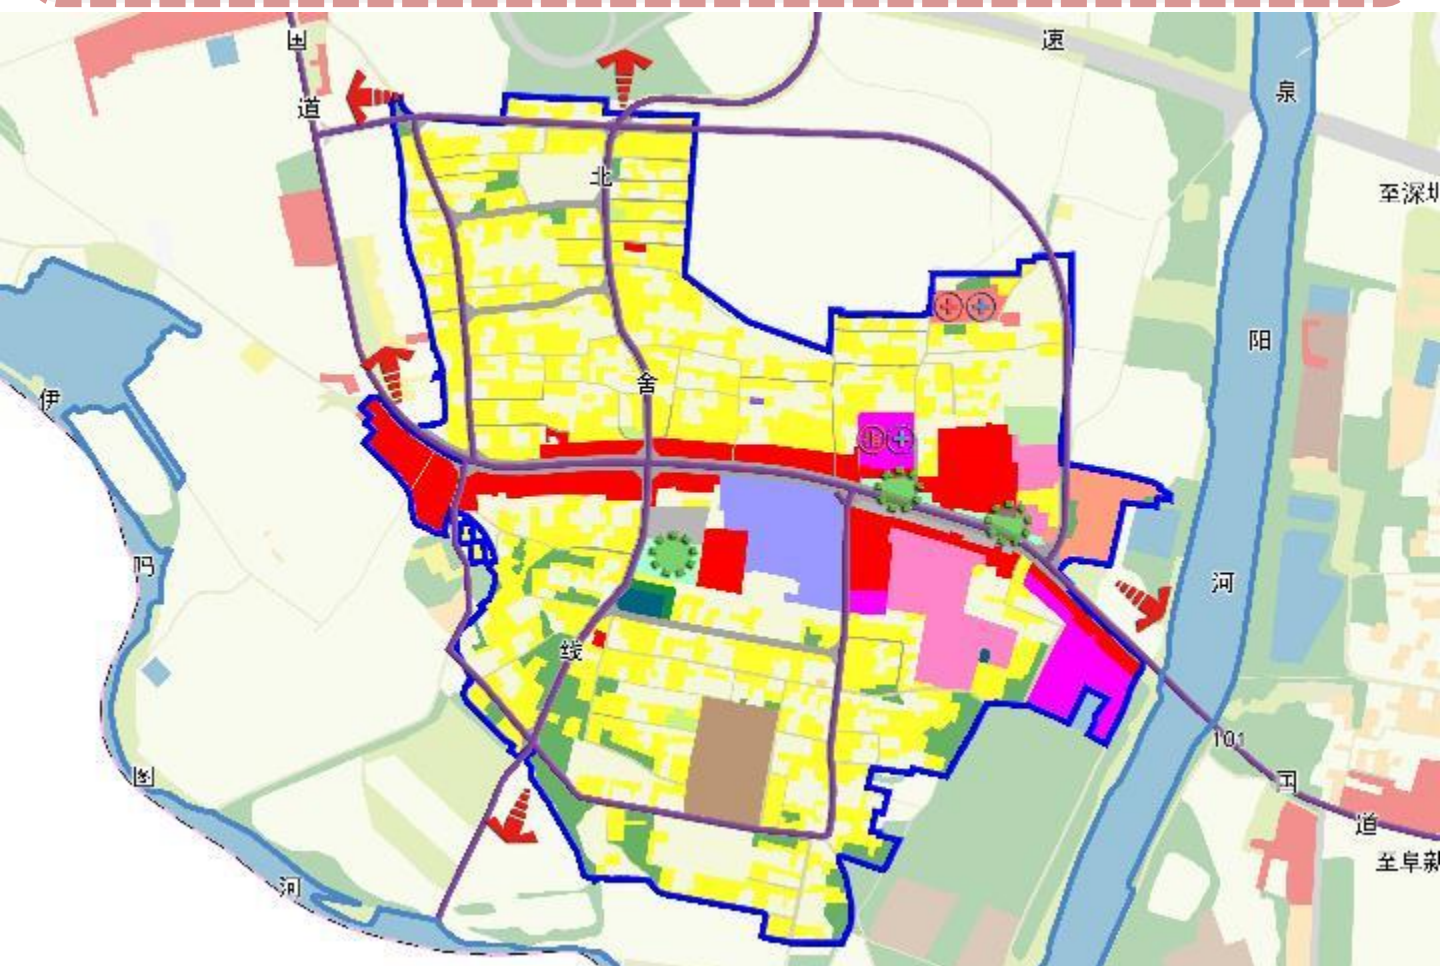 国
道
速
泉
阳
河
至深圳
北
舍
线
伊
吗
图
河
101
国
道
至阜新